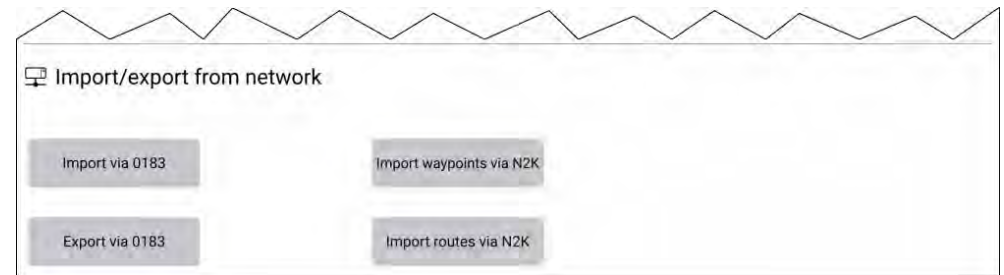 Import/export from network
Import via 0183
Import waypoints via N2K
Export via 0183
Import routes via N2K